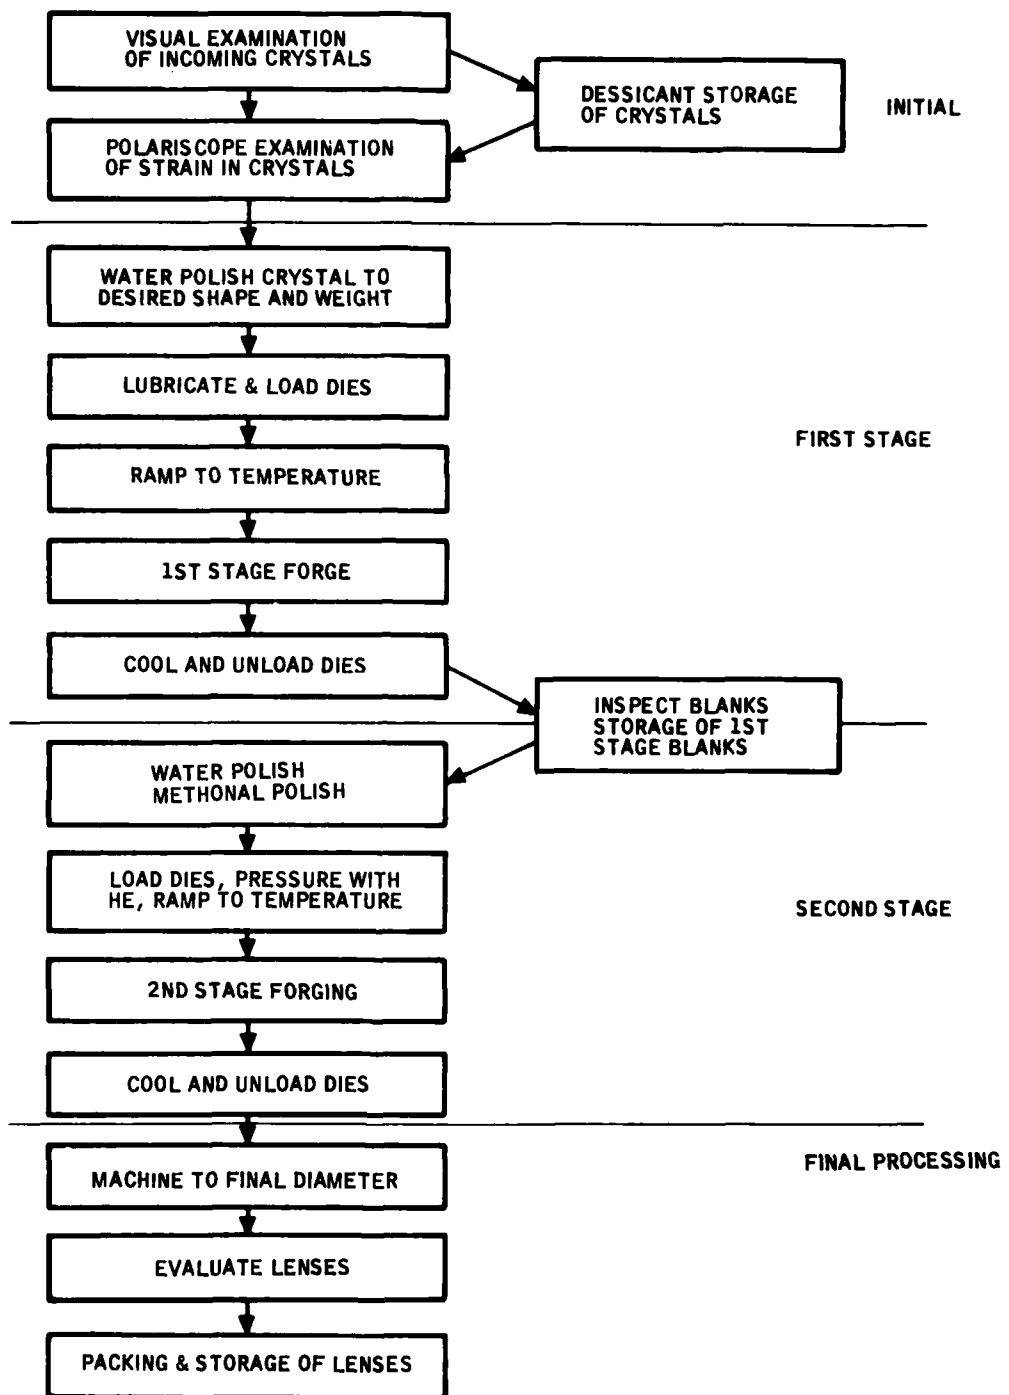 VISUAL EXAMINATION
OF INCOMING CRYSTALS
DESSICANT STORAGE
OF CRYSTALS
INITIAL
POLARISCOPE EXAMINATION
OF STRAIN IN CRYSTALS
WATER POLISH CRYSTAL TO
DESIRED SHAPE AND WEIGHT
LUBRICATE & LOAD DIES
FIRST STAGE
RAMP TO TEMPERATURE
1ST STAGE FORGE
COOL AND UNLOAD DIES
INSPECT BLANKS
STORAGE OF 1ST
STAGE BLANKS
WATER POLISH
METHONAL POLISH
LOAD DIES, PRESSURE WITH
HE, RAMP TO TEMPERATURE
SECOND STAGE
2ND STAGE FORGING
COOL AND UNLOAD DIES
FINAL PROCESSING
MACHINE TO FINAL DIAMETER
EVALUATE LENSES
PACKING & STORAGE OF LENSES